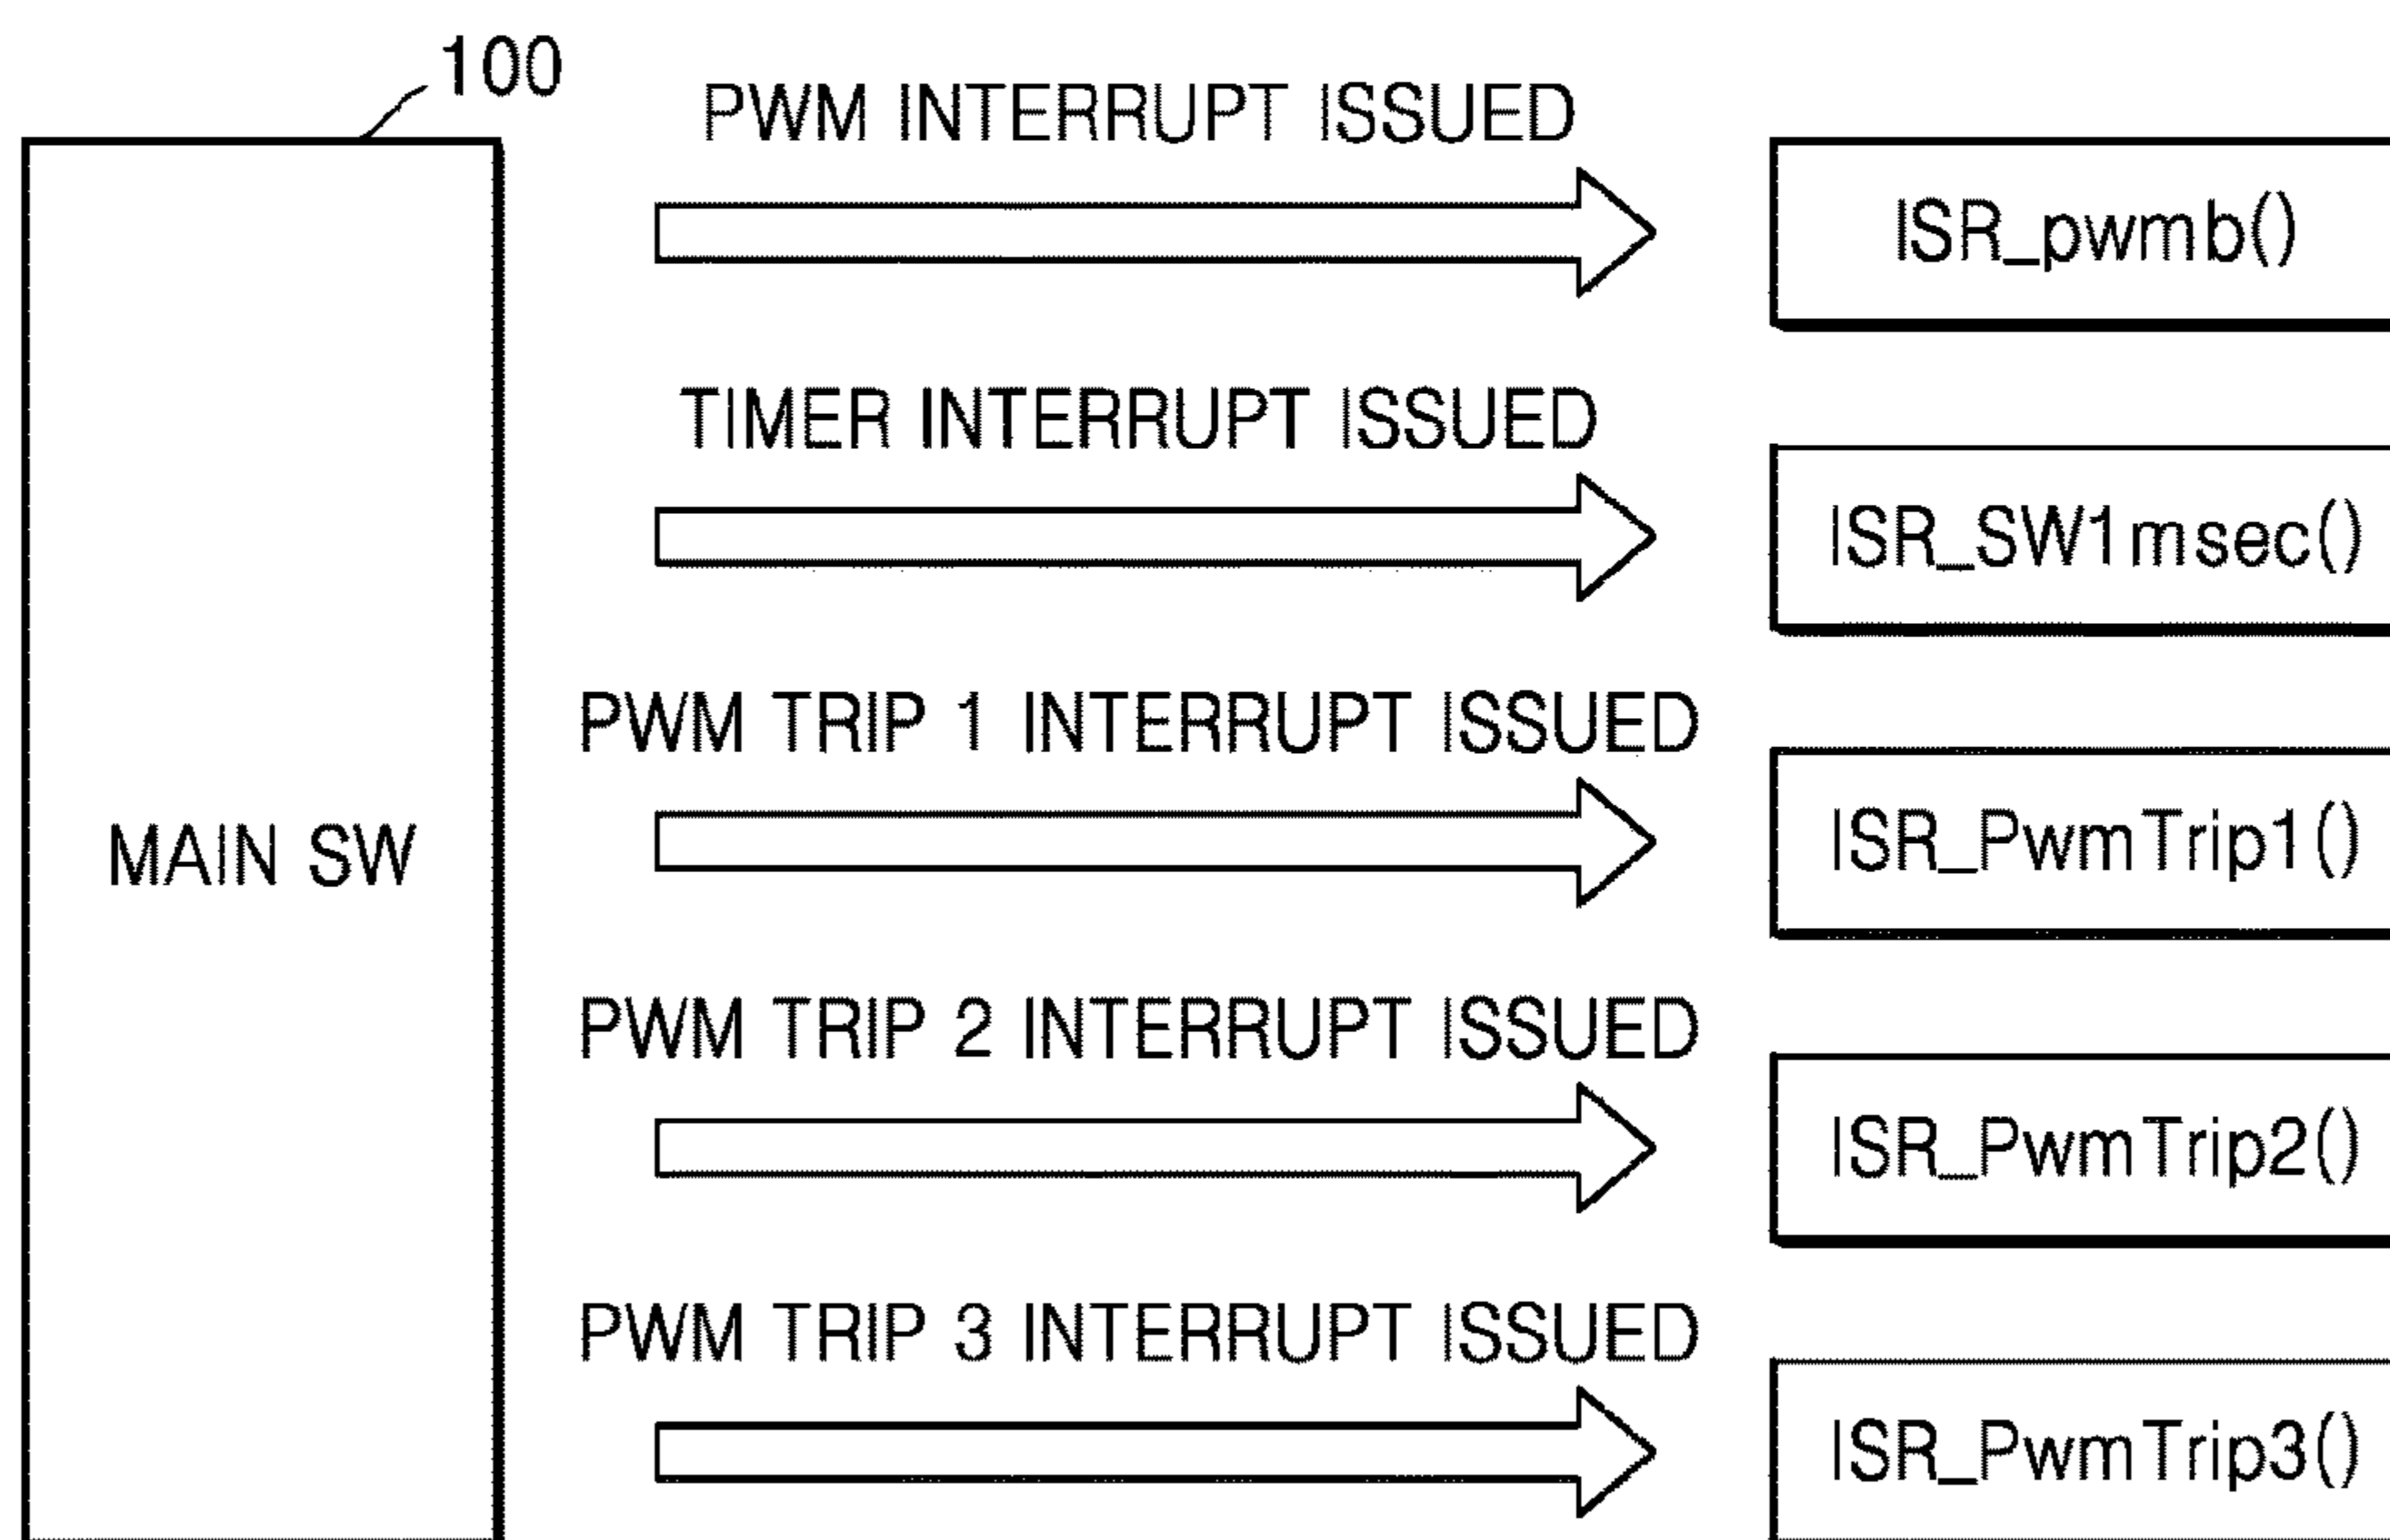 100
PWM INTERRUPT ISSUED
ISR_pwmb()
TIMER INTERRUPT ISSUED
ISR_SW1msec()
PWM TRIP 1 INTERRUPT ISSUED
MAIN SW
ISR_PwmTrip1()
PWM TRIP 2 INTERRUPT ISSUED
ISR_PwmTrip2()
PWM TRIP 3 INTERRUPT ISSUED
ISR_PwmTrip3()